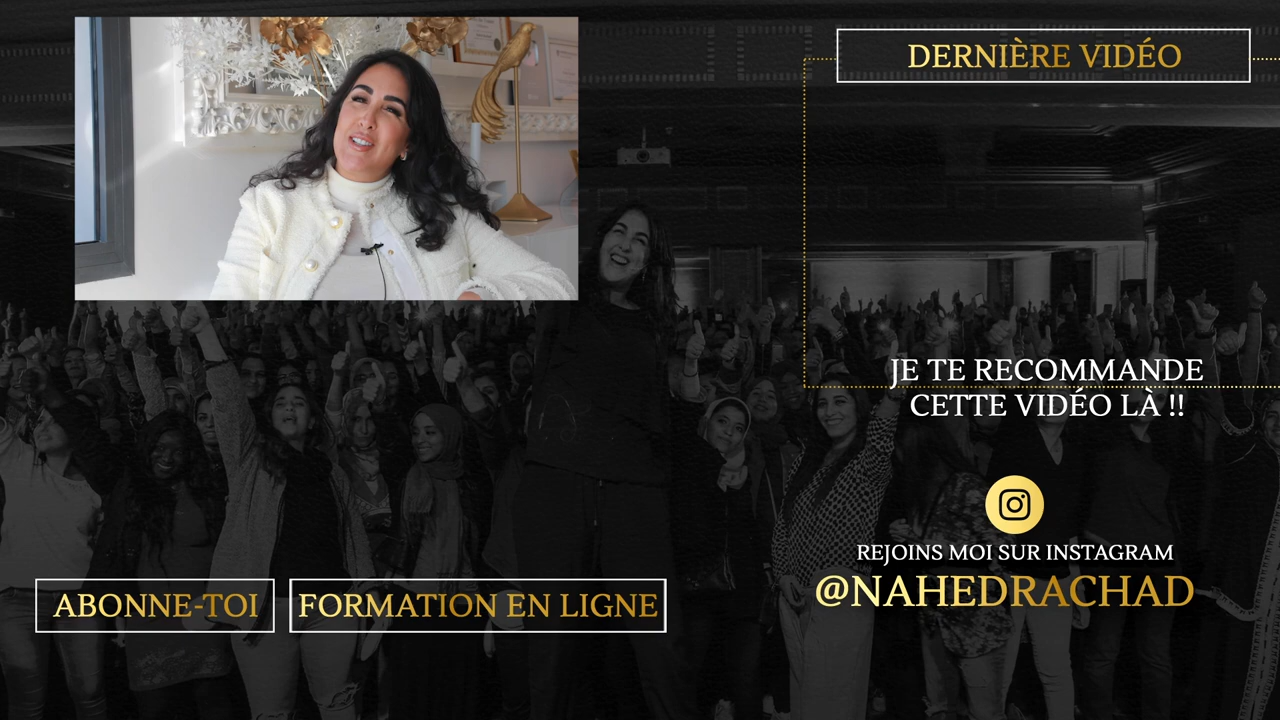 DERNIÈRE VIDÉO
JE TE RECOMMANDE
CETTE VIDÉO LÀ !!
REJOINS MOI SUR INSTAGRAM
@NAHEDRACHAD
ABONNE-TOI
FORMATION EN LIGNE